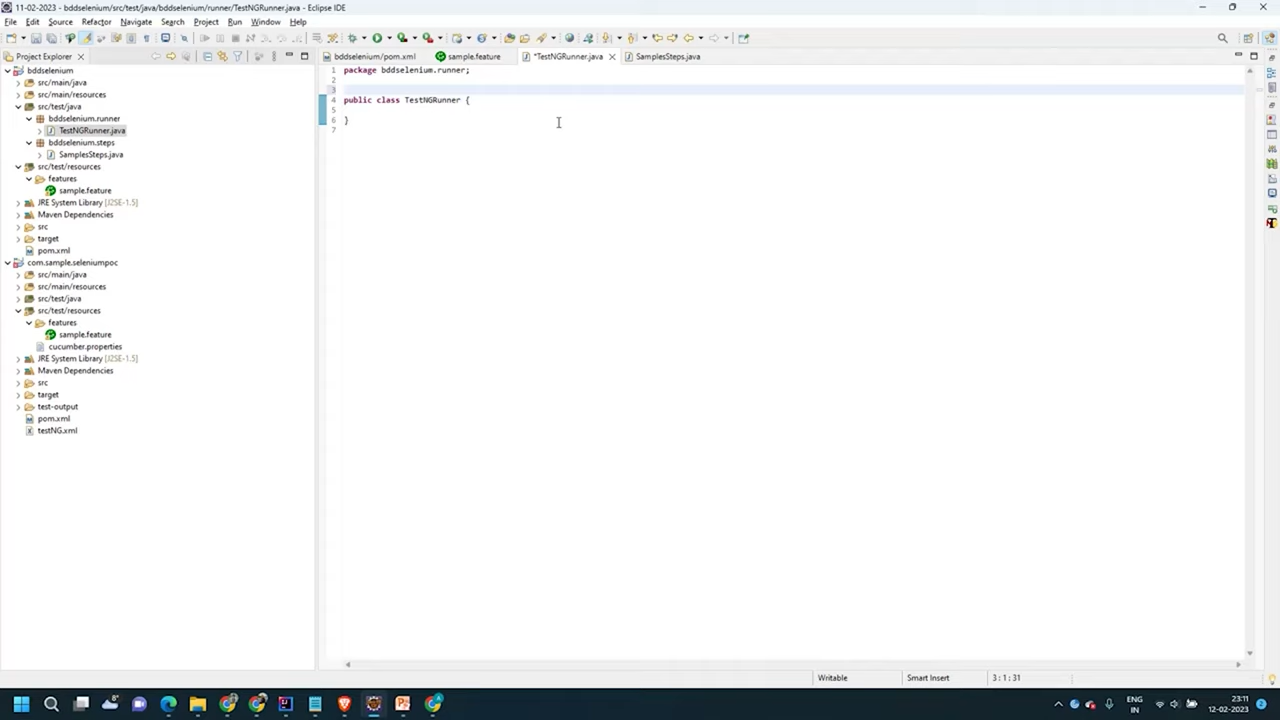 11-02-2023 - bddselenium/src/test/java/bddselenium/runner/TestNGRunner.java - Eclipse IDE
File Edit Source Refactor Navigate Search Project Run Window Help
Project Explorer
bddselenium/pom.xml
sample.feature
*TestNGRunner.java
SamplesSteps.java
bddselenium
src/main/java
src/main/resources
src/test/java
bddselenium.runner
TestNGRunner.java
bddselenium.steps
SamplesSteps.java
src/test/resources
features
sample.feature
JRE System Library [J2SE-1.5]
Maven Dependencies
src
target
pom.xml
com.sample.seleniumpoc
src/main/java
src/main/resources
src/test/java
src/test/resources
features
sample.feature
cucumber.properties
JRE System Library [J2SE-1.5]
Maven Dependencies
src
target
test-output
pom.xml
testNG.xml
1 package bddselenium.runner;
2
3
4 public class TestNGRunner {
5
6 }
7
Writable
Smart Insert
3 : 1 : 31
8°
ENG
IN
23:11
12-02-2023